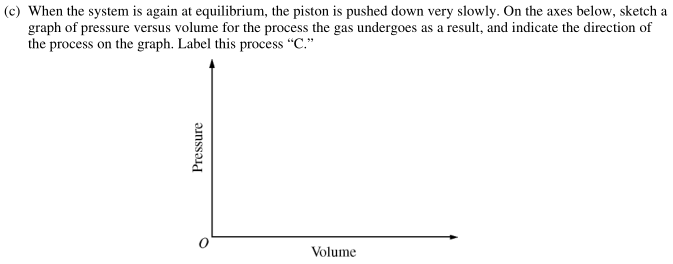 (c) When the system is again at equilibrium, the piston is pushed down very slowly. On the axes below, sketch a
graph of pressure versus volume for the process the gas undergoes as a result, and indicate the direction of
the process on the graph. Label this process “C.”
Pressure
O
Volume